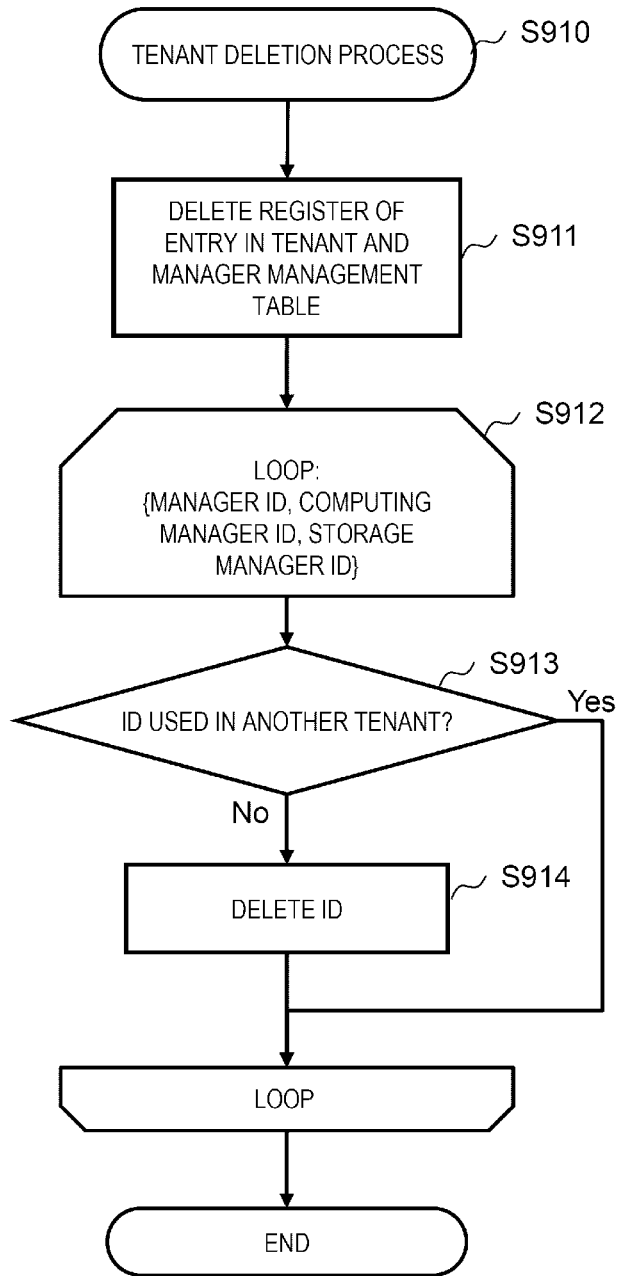 TENANT DELETION PROCESS
S910
DELETE REGISTER OF
ENTRY IN TENANT AND
MANAGER MANAGEMENT
TABLE
S911
S912
LOOP:
{MANAGER ID, COMPUTING
MANAGER ID, STORAGE
MANAGER ID}
S913
ID USED IN ANOTHER TENANT?
Yes
No
S914
DELETE ID
LOOP
END